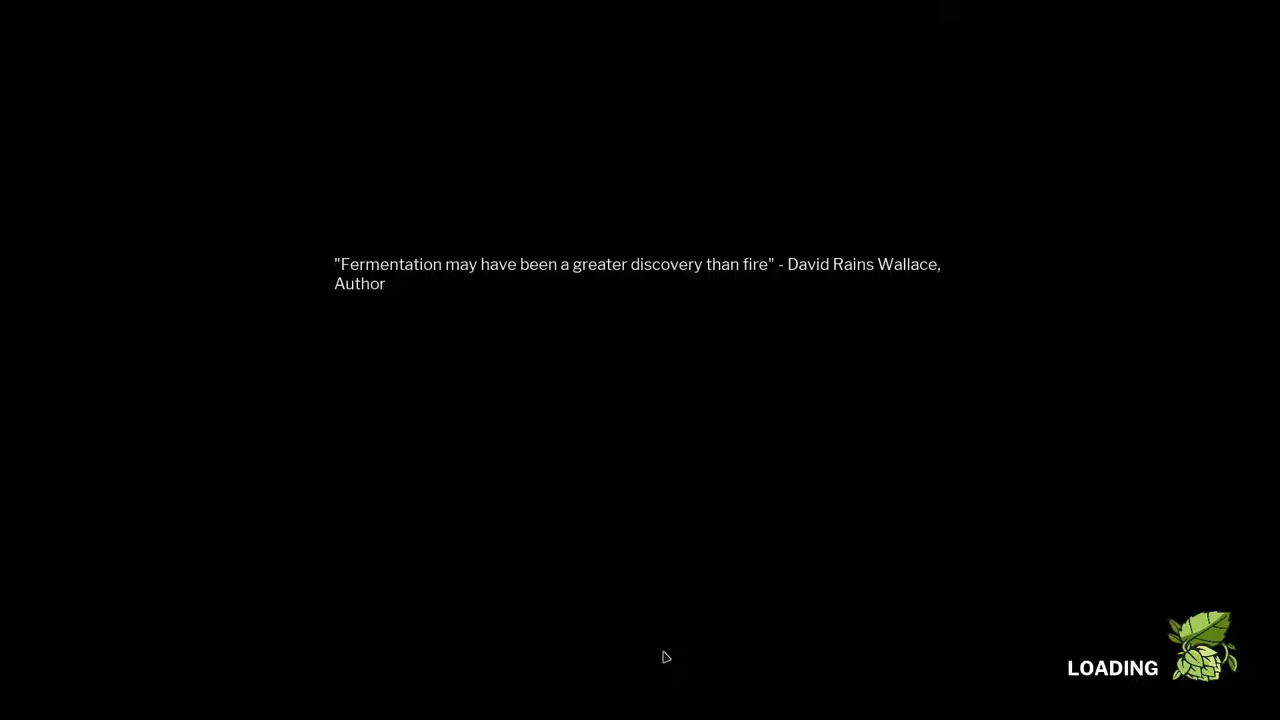 "Fermentation may have been a greater discovery than fire" - David Rains Wallace,
Author
LOADING